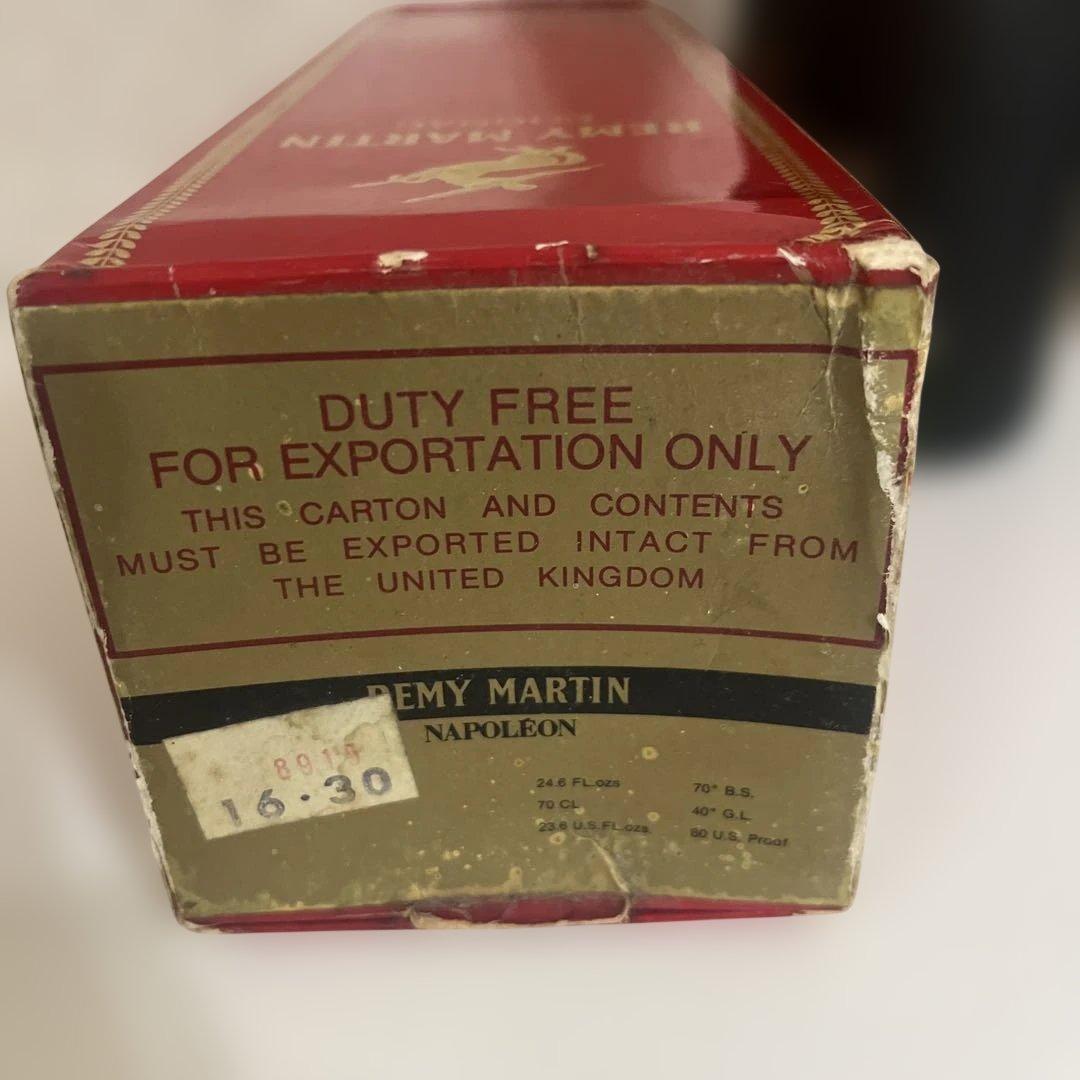 REMY MARTIN
DUTY FREE
FOR EXPORTATION ONLY
THIS CARTON AND CONTENTS
MUST BE EXPORTED INTACT FROM
THE UNITED KINGDOM
REMY MARTIN
NAPOLÉON
16.30
24.6 FL.ozs 70° B.S.
70 CL 40° G.L.
23.6 U.S.FL.ozs 80 U.S. Proof